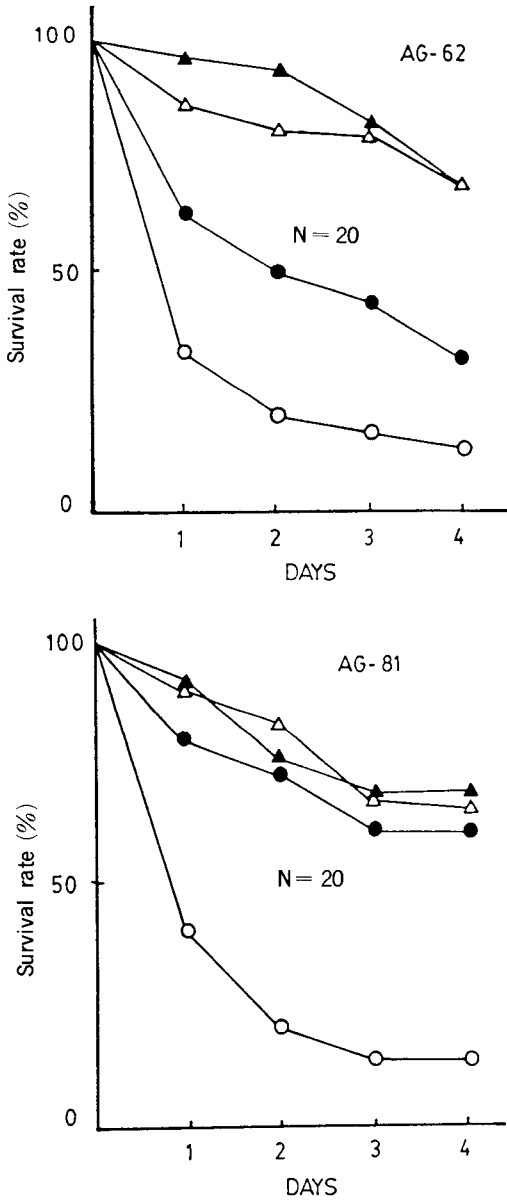 100
AG-62
N = 20
50
Survival rate (%)
0
1 2 3 4
DAYS
100
AG-81
N = 20
50
Survival rate (%)
0
1 2 3 4
DAYS